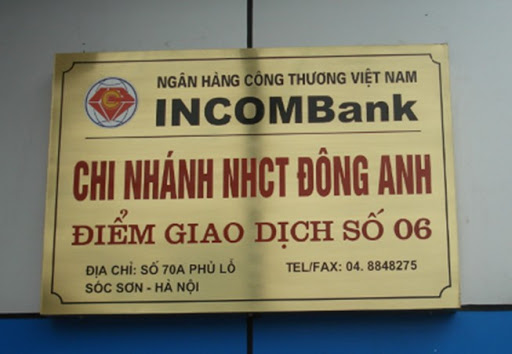 NGÂN HÀNG CÔNG THƯƠNG VIỆT NAM
INCOMBank
CHI NHÁNH NHCT ĐÔNG ANH
ĐIỂM GIAO DỊCH SỐ 06
ĐỊA CHỈ: SỐ 70A PHỦ LỖ TEL/FAX: 04. 8848275
SÓC SƠN - HÀ NỘI